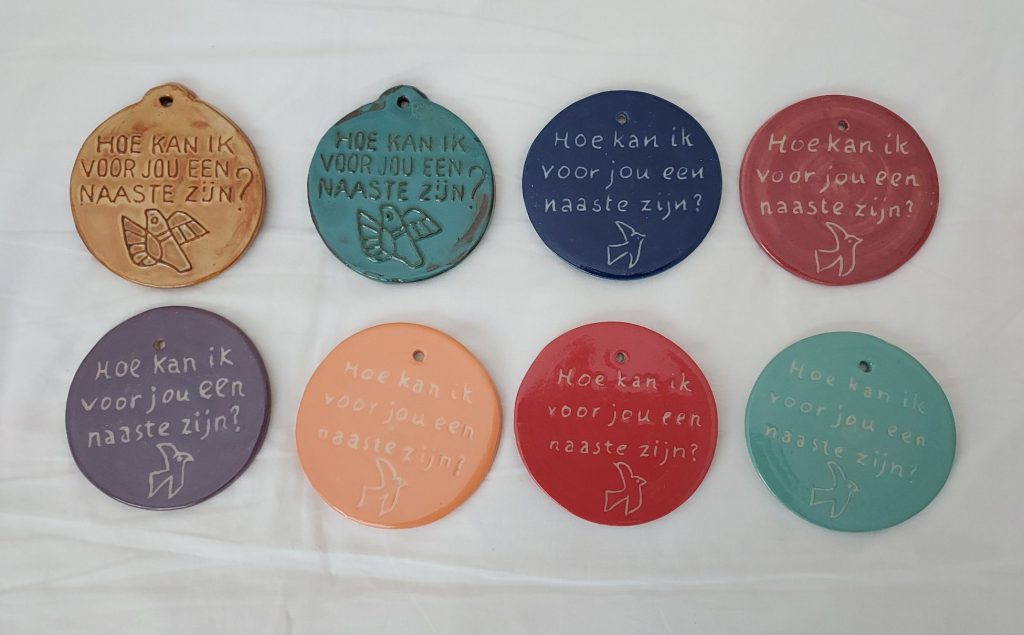 HOE KAN IK
VOOR JOU EEN
NAASTE ZIJN?
HOE KAN IK
VOOR JOU EEN
NAASTE ZIJN?
Hoe kan ik
voor jou een
naaste zijn?
Hoe kan ik
voor jou een
naaste zijn?
Hoe kan ik
voor jou een
naaste zijn?
Hoe kan ik
voor jou een
naaste zijn?
Hoe kan ik
voor jou een
naaste zijn?
Hoe kan ik
voor jou een
naaste zijn?